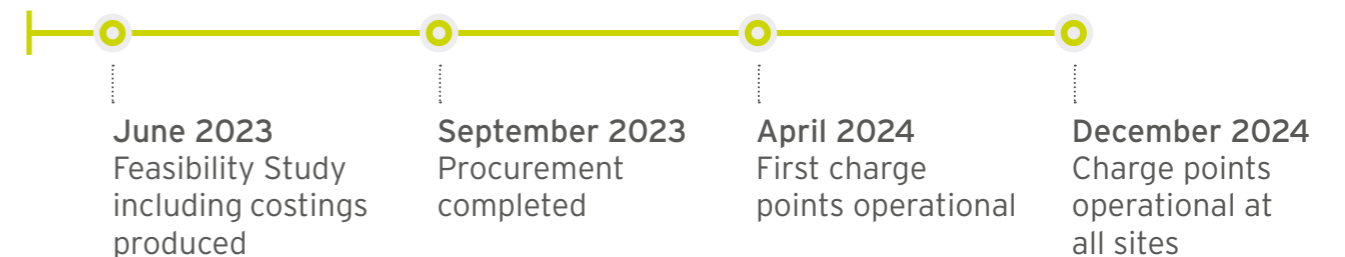 June 2023
Feasibility Study
including costings
produced
September 2023
Procurement
completed
April 2024
First charge
points operational
December 2024
Charge points
operational at
all sites